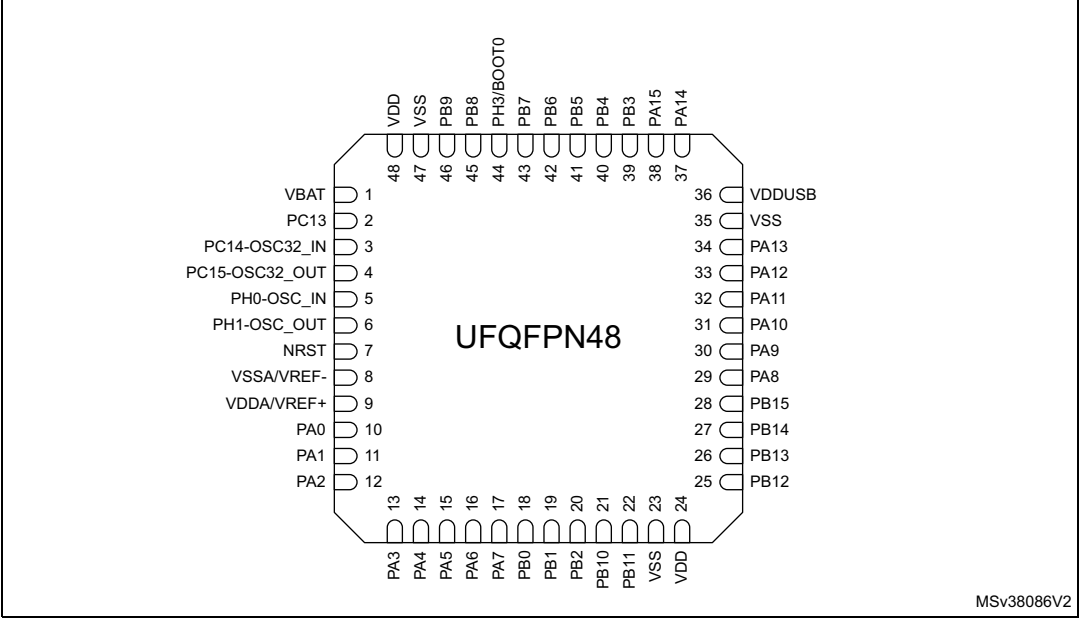 VDD
VSS
PB9
PB8
PH3/BOOT0
PB7
PB6
PB5
PB4
PB3
PA15
PA14
48
47
46
45
44
43
42
41
40
39
38
37
VBAT 1
PC13 2
PC14-OSC32_IN 3
PC15-OSC32_OUT 4
PH0-OSC_IN 5
PH1-OSC_OUT 6
NRST 7
VSSA/VREF- 8
VDDA/VREF+ 9
PA0 10
PA1 11
PA2 12
UFQFPN48
36 VDDUSB
35 VSS
34 PA13
33 PA12
32 PA11
31 PA10
30 PA9
29 PA8
28 PB15
27 PB14
26 PB13
25 PB12
13
14
15
16
17
18
19
20
21
22
23
24
PA3
PA4
PA5
PA6
PA7
PB0
PB1
PB2
PB10
PB11
VSS
VDD
MSv38086V2